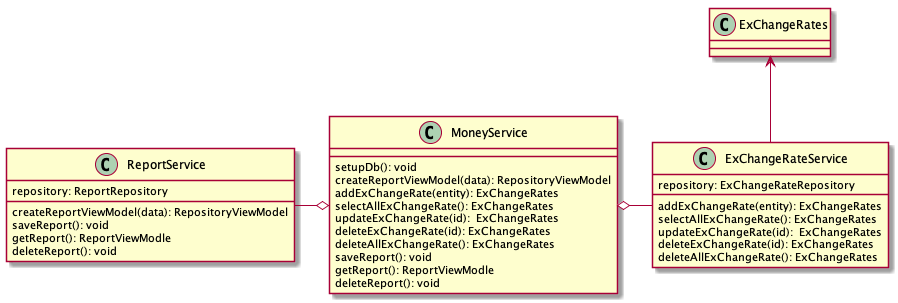 C ExChangeRates
C ReportService
repository: ReportRepository
createReportViewModel(data): RepositoryViewModel
saveReport(): void
getReport(): ReportViewModle
deleteReport(): void
C MoneyService
setupDb(): void
createReportViewModel(data): RepositoryViewModel
addExChangeRate(entity): ExChangeRates
selectAllExChangeRate(): ExChangeRates
updateExChangeRate(id):  ExChangeRates
deleteExChangeRate(id): ExChangeRates
deleteAllExChangeRate(): ExChangeRates
saveReport(): void
getReport(): ReportViewModle
deleteReport(): void
C ExChangeRateService
repository: ExChangeRateRepository
addExChangeRate(entity): ExChangeRates
selectAllExChangeRate(): ExChangeRates
updateExChangeRate(id):  ExChangeRates
deleteExChangeRate(id): ExChangeRates
deleteAllExChangeRate(): ExChangeRates